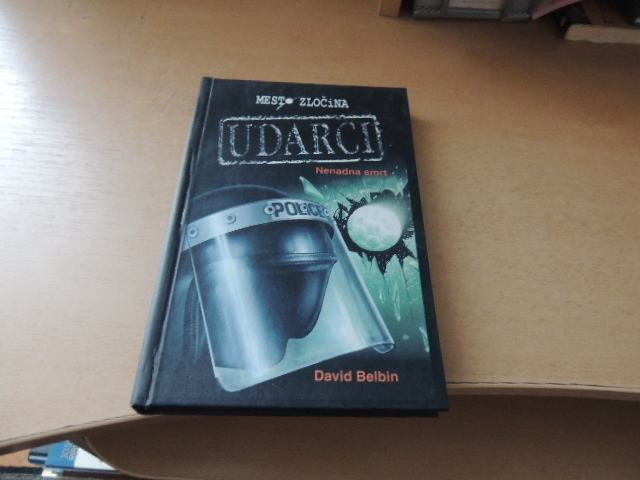 MESTO ZLOČiNA
UDARCI
Nenadna smrt
POLICE
David Belbin